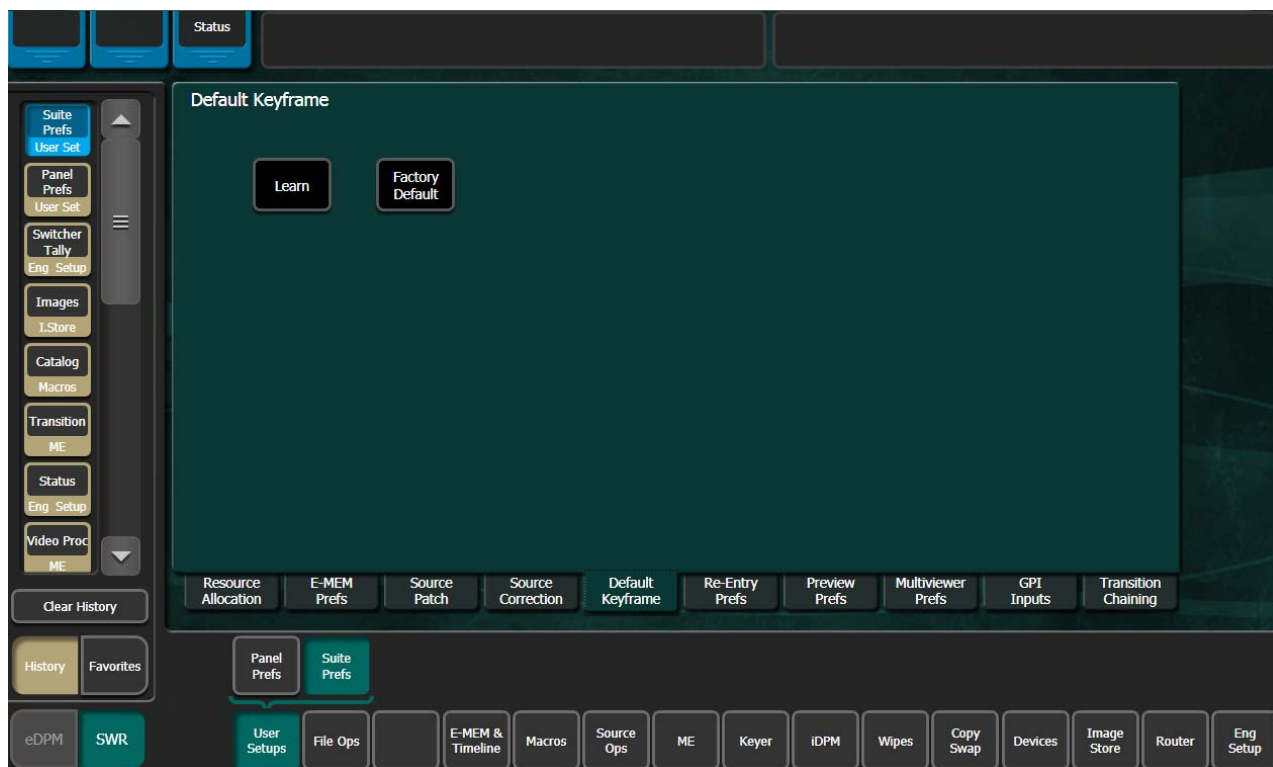 Status
Default Keyframe
Learn
Factory
Default
Suite
Prefs
User Set
Panel
Prefs
User Set
Switcher
Tally
Eng Setup
Images
I.Store
Catalog
Macros
Transition
ME
Status
Eng Setup
Video Proc
ME
Clear History
History
Favorites
eDPM
SWR
Resource
Allocation
E-MEM
Prefs
Source
Patch
Source
Correction
Default
Keyframe
Re-Entry
Prefs
Preview
Prefs
Multiviewer
Prefs
GPI
Inputs
Transition
Chaining
Panel
Prefs
Suite
Prefs
User
Setups
File Ops
E-MEM &
Timeline
Macros
Source
Ops
ME
Keyer
iDPM
Wipes
Copy
Swap
Devices
Image
Store
Router
Eng
Setup